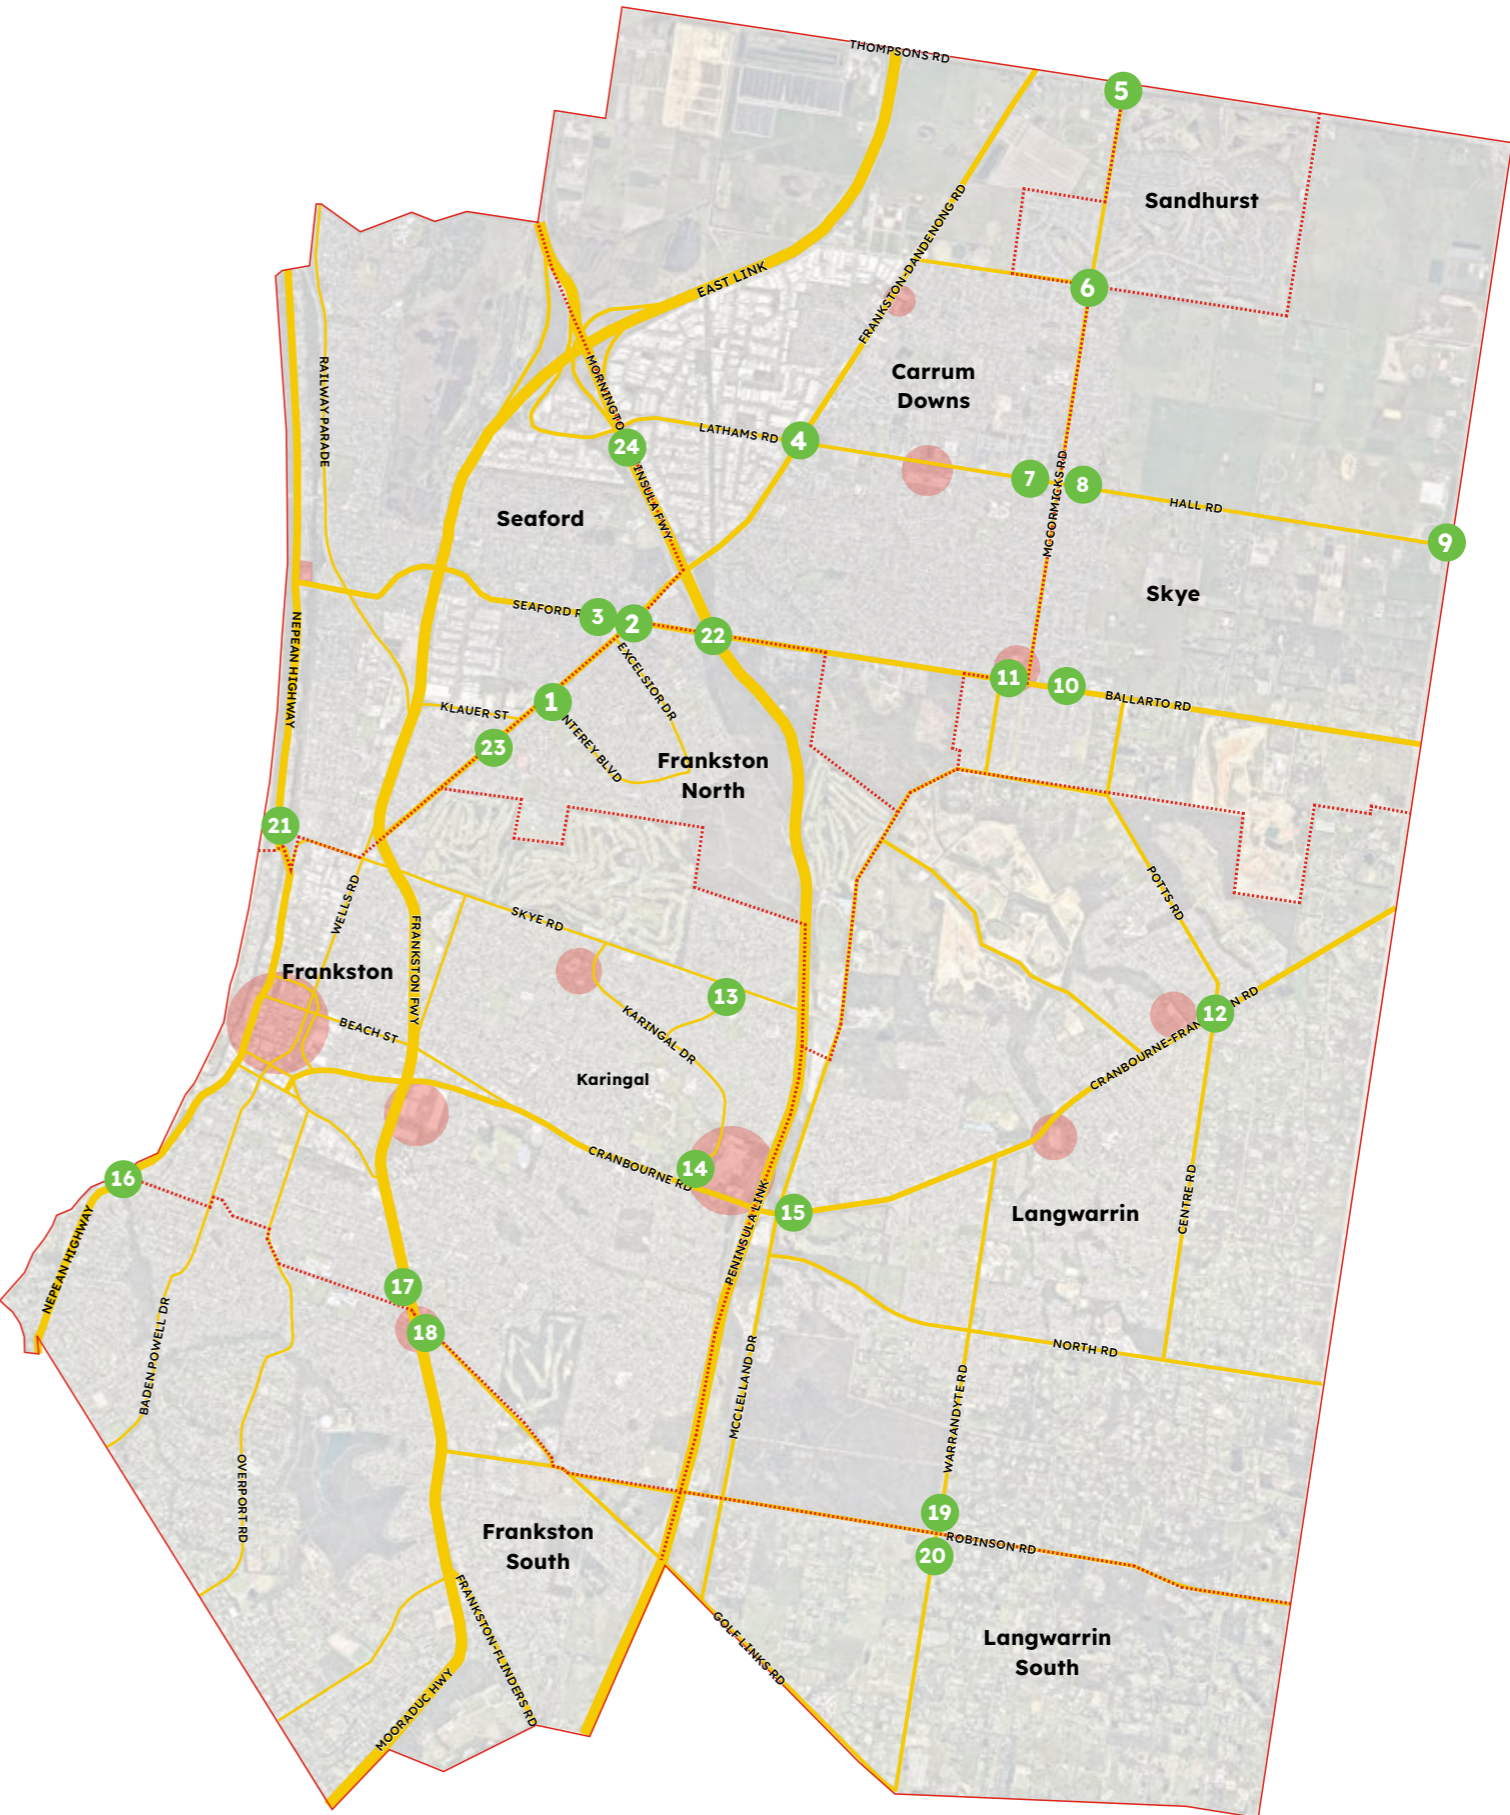 THOMPSONS RD
5
Sandhurst
FRANKSTON-DANDENONG RD
EAST LINK
6
RAILWAY PARADE
MORNINGTO
INSULA FWY
24
Carrum
Downs
LATHAMS RD
4
7
8
MCCORMICKS RD
HALL RD
9
Seaford
Skye
SEAFORD R
3
2
22
NEPEAN HIGHWAY
EXCELSIOR DR
11
10
BALLARTO RD
KLAUER ST
1
NTEREY BLVD
23
Frankston
North
21
WELLS RD
POTTS RD
FRANKSTON FWY
SKYE RD
Frankston
13
BEACH ST
KARINGAL DR
12
CRANBOURNE-FRAN
N RD
Karingal
CRANBOURNE RD
14
16
15
PENINSULA LINK
Langwarrin
CENTRE RD
NEPEAN HIGHWAY
17
18
BADEN POWELL DR
NORTH RD
MCCLELLAND DR
WARRANDYTE RD
OVERPORT RD
19
ROBINSON RD
20
Frankston
South
FRANKSTON-FLINDERS RD
GOLF LINKS RD
Langwarrin
South
MOORADUC HWY